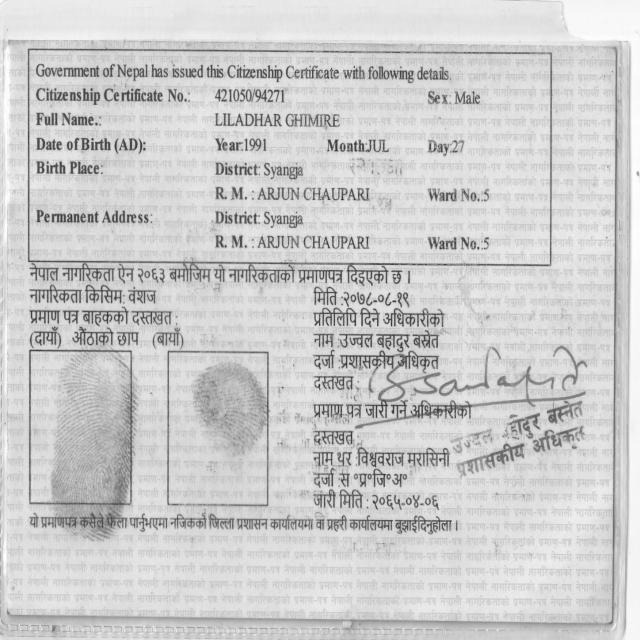 Government of Nepal has issued this Citizenship Certificate with following details.
Citizenship Certificate No.: 421050/94271 Sex: Male
Full Name.: LILADHAR GHIMIRE
Date of Birth (AD): Year:1991 Month:JUL Day:27
Birth Place: District: Syangja
R. M. : ARJUN CHAUPARI Ward No.:5
Permanent Address: District: Syangja
R. M. : ARJUN CHAUPARI Ward No.:5
नेपाल नागरिकता ऐन २०६३ बमोजिम यो नागरिकताको प्रमाणपत्र दिइएको छ ।
नागरिकता किसिम: वंशज मिति :२०७८-०८-१९
प्रमाण पत्र बाहकको दस्तखत: प्रतिलिपि दिने अधिकारीको
(दायाँ) औंठाको छाप (बायाँ) नाम :उज्वल बहादुर बस्नेत
दर्जा :प्रशासकीय अधिकृत
दस्तखत:
प्रमाण पत्र जारी गर्ने अधिकारीको
दस्तखत:
उज्वल बहादुर बस्नेत
प्रशासकीय अधिकृत
नाम थर :विश्वराज मरासिनी
दर्जा :स॰प्र॰जि॰अ॰
जारी मिति : २०६५-०४-०६
यो प्रमाणपत्र कसैले फेला पार्नुभएमा नजिकको जिल्ला प्रशासन कार्यालयमा वा प्रहरी कार्यालयमा बुझाईदिनुहोला ।